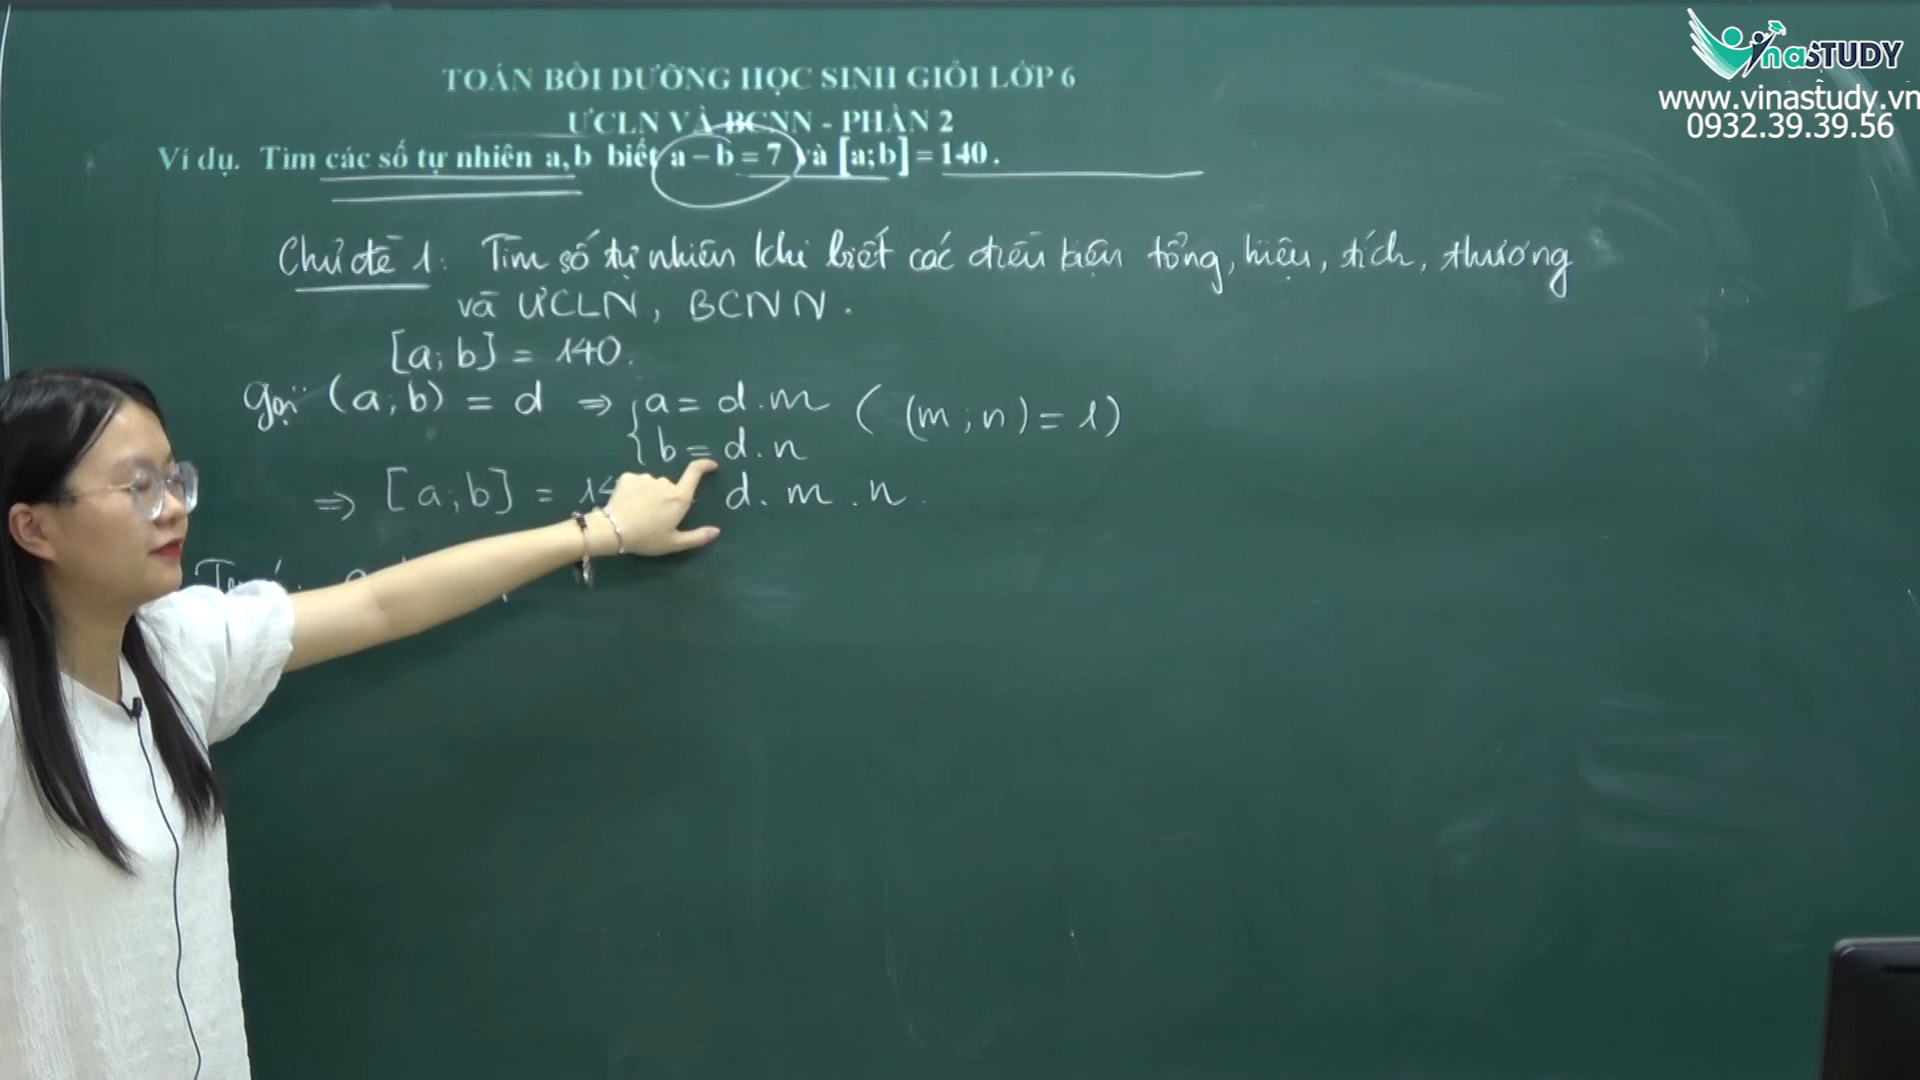 VinaSTUDY
www.vinastudy.vn
0932.39.39.56
TOÁN BỒI DƯỠNG HỌC SINH GIỎI LỚP 6
ƯCLN VÀ BCNN - PHẦN 2
Ví dụ. Tìm các số tự nhiên a, b biết a − b = 7 và [a;b] = 140.
Chủ đề 1: Tìm số tự nhiên khi biết các điều kiện tổng, hiệu, tích, thương
và ƯCLN, BCNN.
[a; b] = 140.
Gọi (a; b) = d ⇒ { a = d.m ( (m; n) = 1)
b = d.n
⇒ [a; b] = 14 d. m . n.